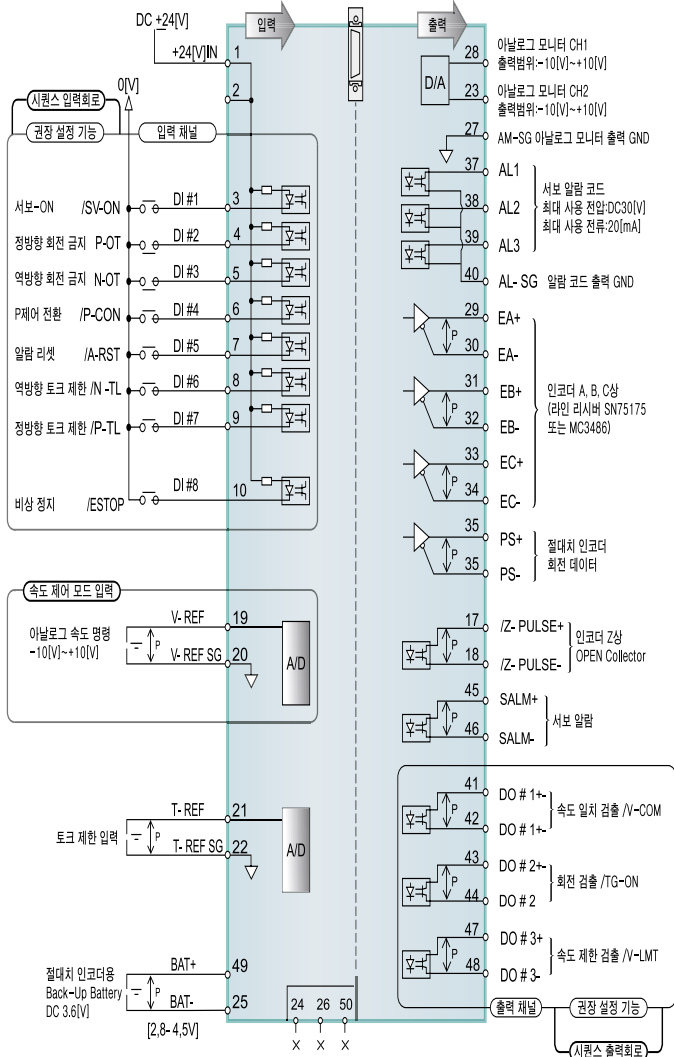 DC +24[V]
+24[V]IN
1
2
0[V]
입력
출력
시퀀스 입력회로
권장 설정 기능
입력 채널
서보-ON /SV-ON DI #1 3
정방향 회전 금지 P-OT DI #2 4
역방향 회전 금지 N-OT DI #3 5
P제어 전환 /P-CON DI #4 6
알람 리셋 /A-RST DI #5 7
역방향 토크 제한 /N -TL DI #6 8
정방향 토크 제한 /P-TL DI #7 9
비상 정지 /ESTOP DI #8 10
속도 제어 모드 입력
아날로그 속도 명령
-10[V]~+10[V]
P
V- REF 19
V- REF SG 20
A/D
토크 제한 입력
P
T- REF 21
T- REF SG 22
A/D
절대치 인코더용
Back-Up Battery
DC 3.6[V]
P
BAT+ 49
BAT- 25
[2,8- 4,5V]
24 26 50
D/A
28 아날로그 모니터 CH1
출력범위:-10[V]~+10[V]
23 아날로그 모니터 CH2
출력범위:-10[V]~+10[V]
27 AM-SG 아날로그 모니터 출력 GND
37 AL1
38 AL2
39 AL3
서보 알람 코드
최대 사용 전압:DC30[V]
최대 사용 전류:20[mA]
40 AL- SG 알람 코드 출력 GND
29 EA+
P
30 EA-
31 EB+
P
32 EB-
33 EC+
P
34 EC-
인코더 A, B, C상
(라인 리시버 SN75175
또는 MC3486)
35 PS+
P
35 PS-
절대치 인코더
회전 데이터
17 /Z- PULSE+
P
18 /Z- PULSE-
인코더 Z상
OPEN Collector
45 SALM+
P
46 SALM-
서보 알람
41 DO # 1+-
P
42 DO # 1+-
속도 일치 검출 /V-COM
43 DO # 2+-
P
44 DO # 2
회전 검출 /TG-ON
47 DO # 3+
P
48 DO # 3-
속도 제한 검출 /V-LMT
출력 채널
권장 설정 기능
시퀀스 출력회로